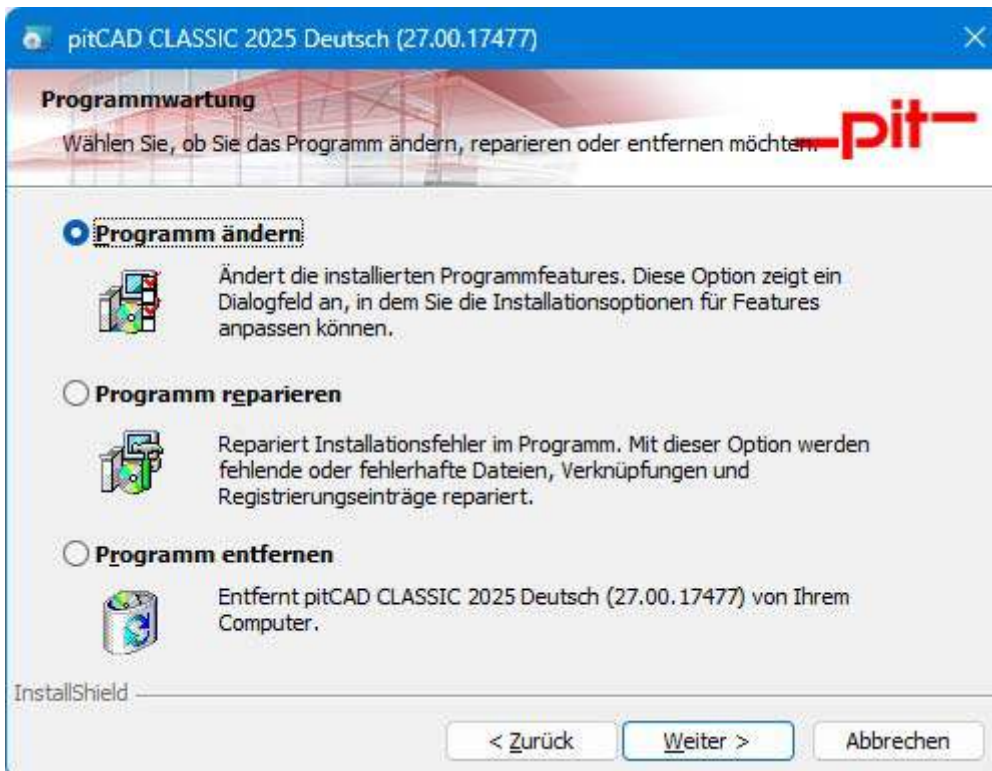 pitCAD CLASSIC 2025 Deutsch (27.00.17477)
Programmwartung
Wählen Sie, ob Sie das Programm ändern, reparieren oder entfernen möchten.
pit
Programm ändern
Ändert die installierten Programmfeatures. Diese Option zeigt ein
Dialogfeld an, in dem Sie die Installationsoptionen für Features
anpassen können.
Programm reparieren
Repariert Installationsfehler im Programm. Mit dieser Option werden
fehlende oder fehlerhafte Dateien, Verknüpfungen und
Registrierungseinträge repariert.
Programm entfernen
Entfernt pitCAD CLASSIC 2025 Deutsch (27.00.17477) von Ihrem
Computer.
InstallShield
< Zurück Weiter > Abbrechen